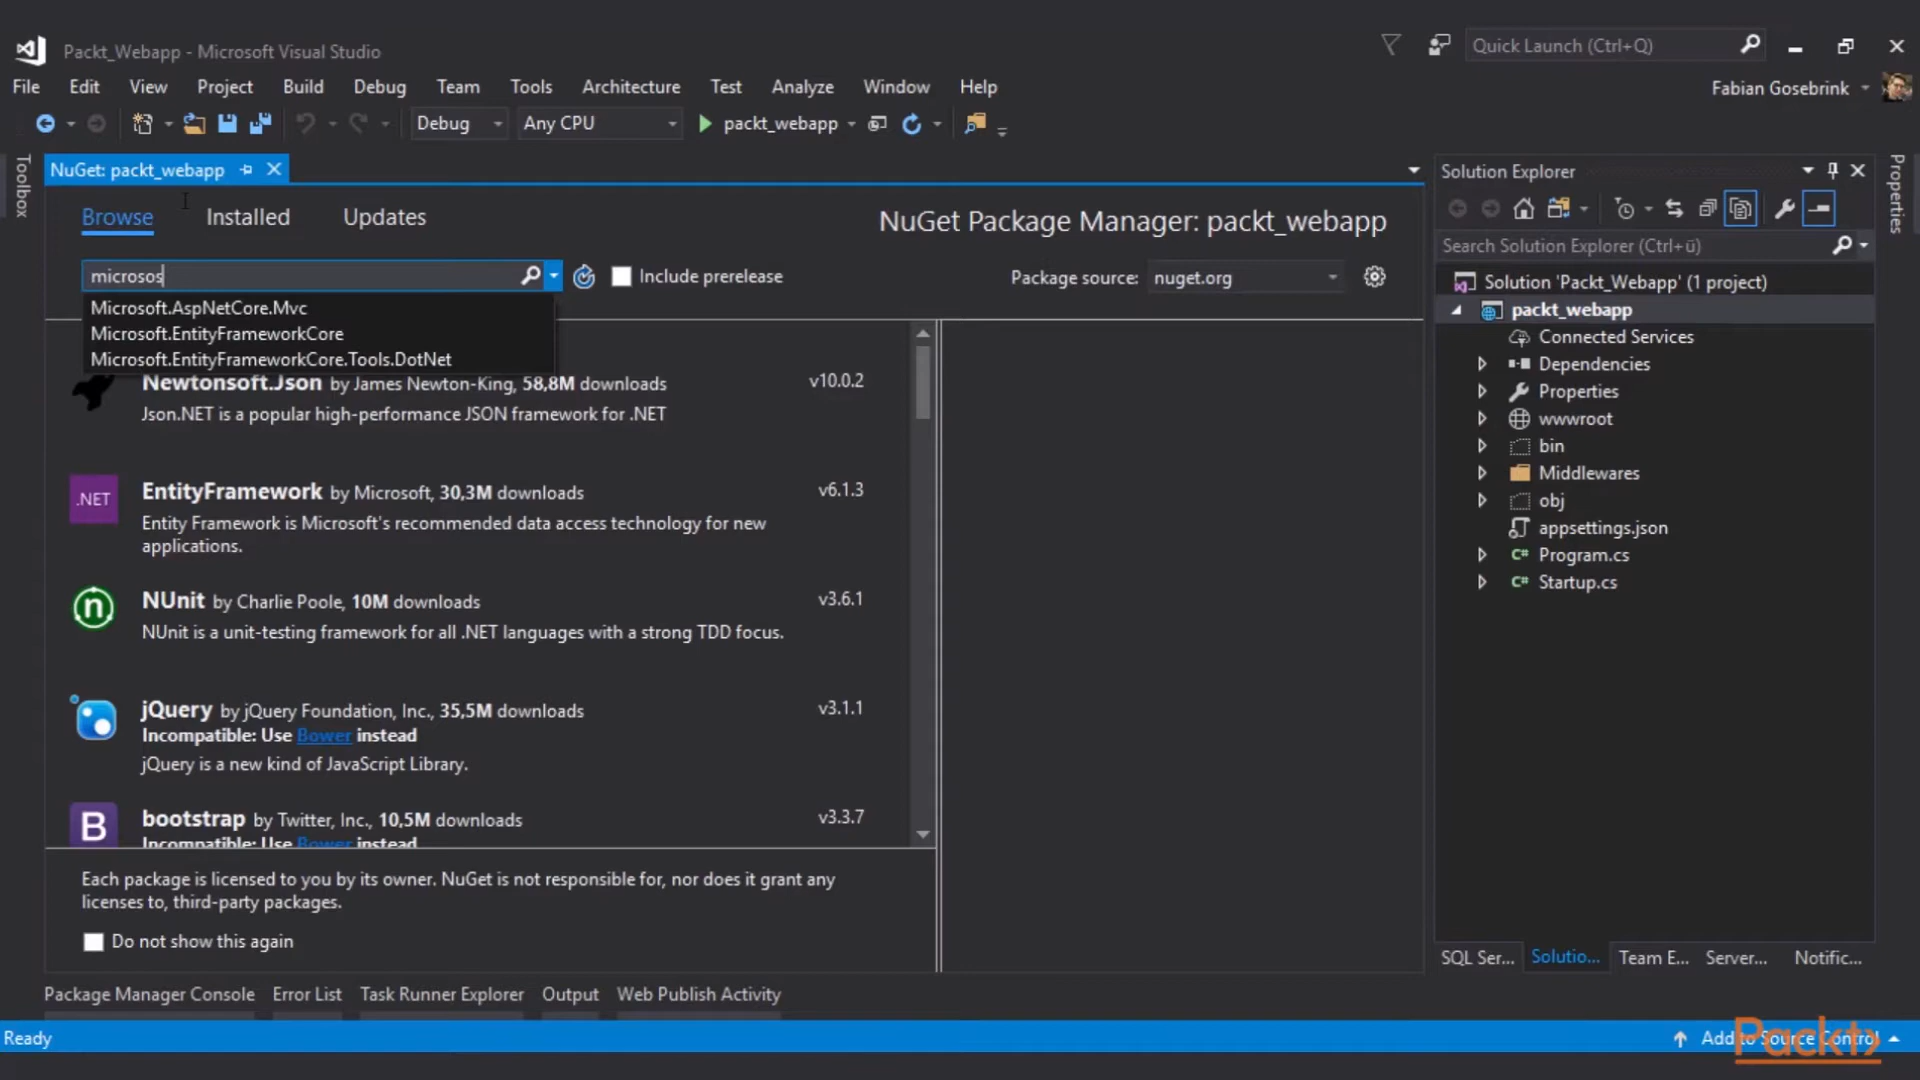 Packt_Webapp - Microsoft Visual Studio
Quick Launch (Ctrl+Q)
File Edit View Project Build Debug Team Tools Architecture Test Analyze Window Help
Fabian Gosebrink
Debug Any CPU packt_webapp
Toolbox
NuGet: packt_webapp
Browse Installed Updates
NuGet Package Manager: packt_webapp
microsos
Include prerelease
Package source: nuget.org
Microsoft.AspNetCore.Mvc
Microsoft.EntityFrameworkCore
Microsoft.EntityFrameworkCore.Tools.DotNet
Newtonsoft.Json by James Newton-King, 58,8M downloads v10.0.2
Json.NET is a popular high-performance JSON framework for .NET
.NET
EntityFramework by Microsoft, 30,3M downloads v6.1.3
Entity Framework is Microsoft's recommended data access technology for new
applications.
n
NUnit by Charlie Poole, 10M downloads v3.6.1
NUnit is a unit-testing framework for all .NET languages with a strong TDD focus.
jQuery by jQuery Foundation, Inc., 35,5M downloads v3.1.1
Incompatible: Use Bower instead
jQuery is a new kind of JavaScript Library.
B
bootstrap by Twitter, Inc., 10,5M downloads v3.3.7
Incompatible: Use Bower instead
Each package is licensed to you by its owner. NuGet is not responsible for, nor does it grant any
licenses to, third-party packages.
Do not show this again
Solution Explorer
Search Solution Explorer (Ctrl+ü)
Solution 'Packt_Webapp' (1 project)
packt_webapp
Connected Services
Dependencies
Properties
wwwroot
bin
Middlewares
obj
appsettings.json
C# Program.cs
C# Startup.cs
Properties
SQL Ser... Solutio... Team E... Server... Notific...
Package Manager Console Error List Task Runner Explorer Output Web Publish Activity
Ready
Add to Source Control
Packt